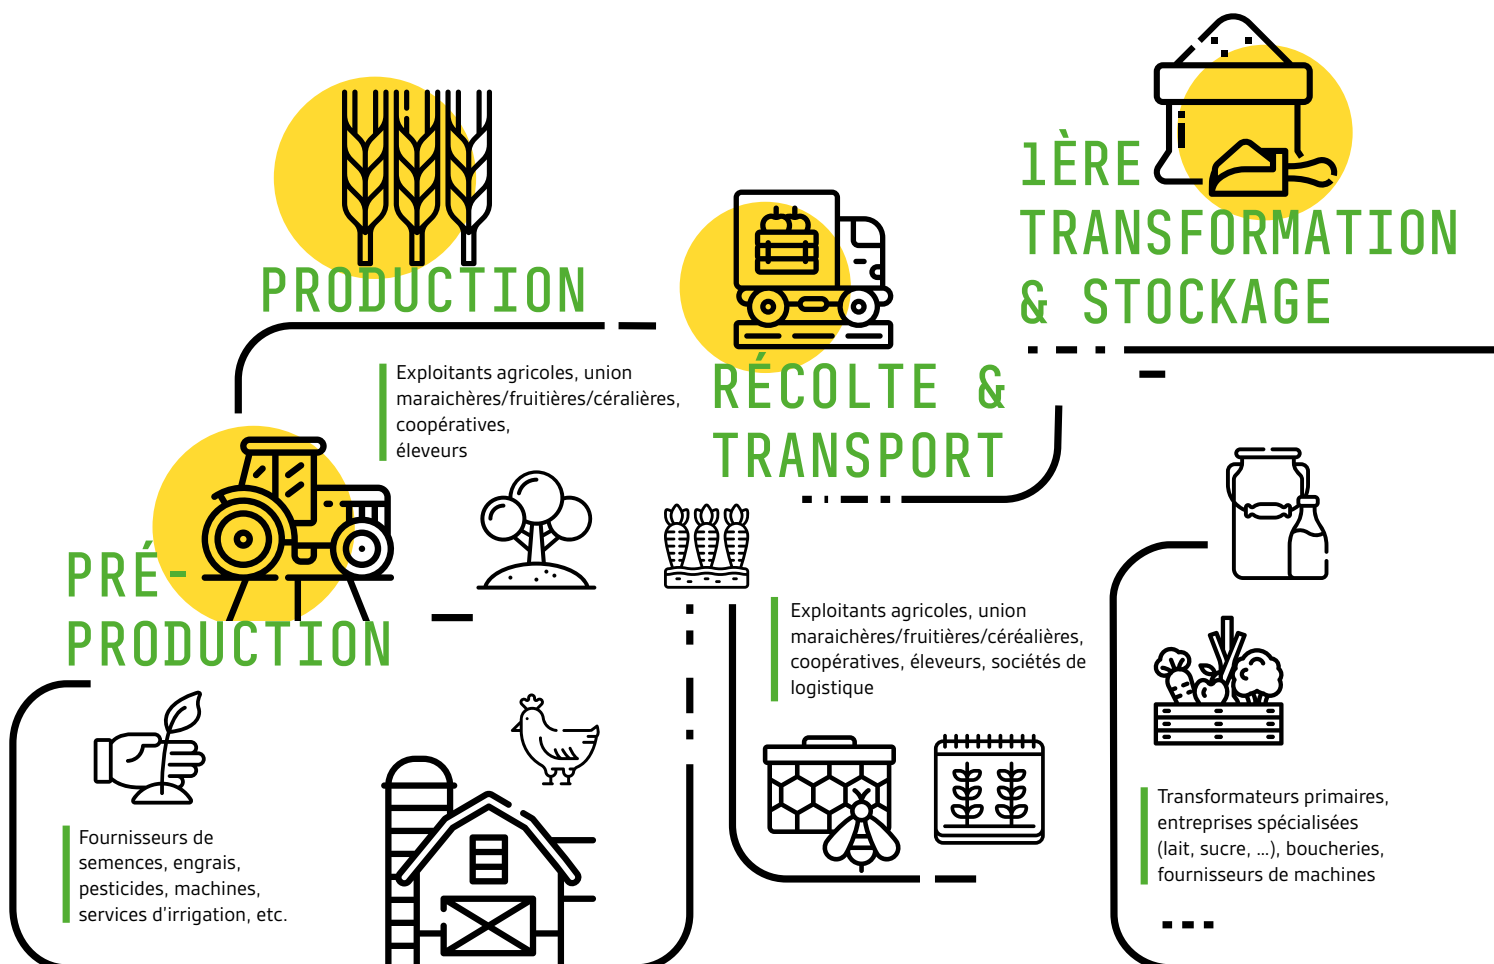 PRÉ-
PRODUCTION
Fournisseurs de
semences, engrais,
pesticides, machines,
services d'irrigation, etc.
PRODUCTION
Exploitants agricoles, union
maraichères/fruitières/céralières,
coopératives,
éleveurs
RÉCOLTE &
TRANSPORT
Exploitants agricoles, union
maraichères/fruitières/céréalières,
coopératives, éleveurs, sociétés de
logistique
1ÈRE
TRANSFORMATION
& STOCKAGE
Transformateurs primaires,
entreprises spécialisées
(lait, sucre, ...), boucheries,
fournisseurs de machines